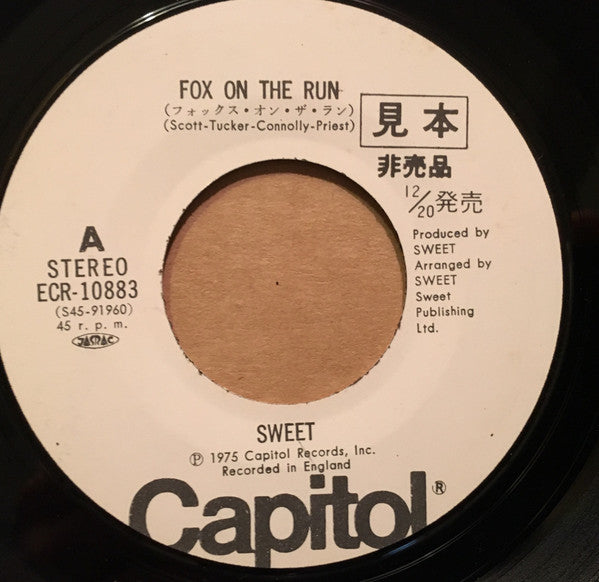 FOX ON THE RUN
(フォックス・オン・ザ・ラン)
(Scott-Tucker-Connolly-Priest)
見本
非売品
12/20発売
A
STEREO
ECR-10883
(S45-91960)
45 r. p. m.
JASRAC
Produced by
SWEET
Arranged by
SWEET
Sweet
Publishing
Ltd.
SWEET
Ⓟ 1975 Capitol Records, Inc.
Recorded in England
Capitol®